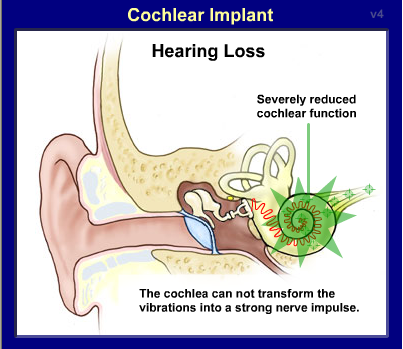 Cochlear Implant
v4
Hearing Loss
Severely reduced
cochlear function
The cochlea can not transform the
vibrations into a strong nerve impulse.